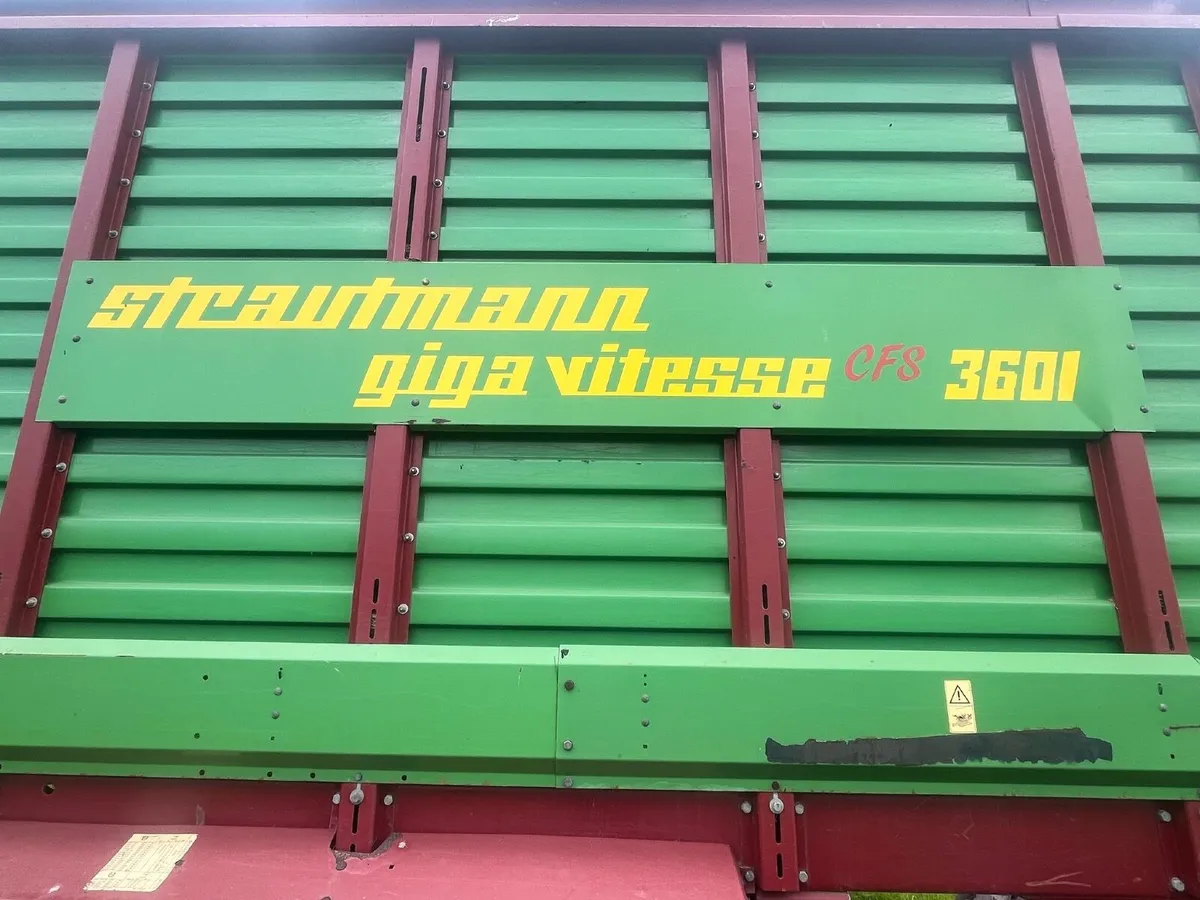 strautmann
giga vitesse CFS 3601